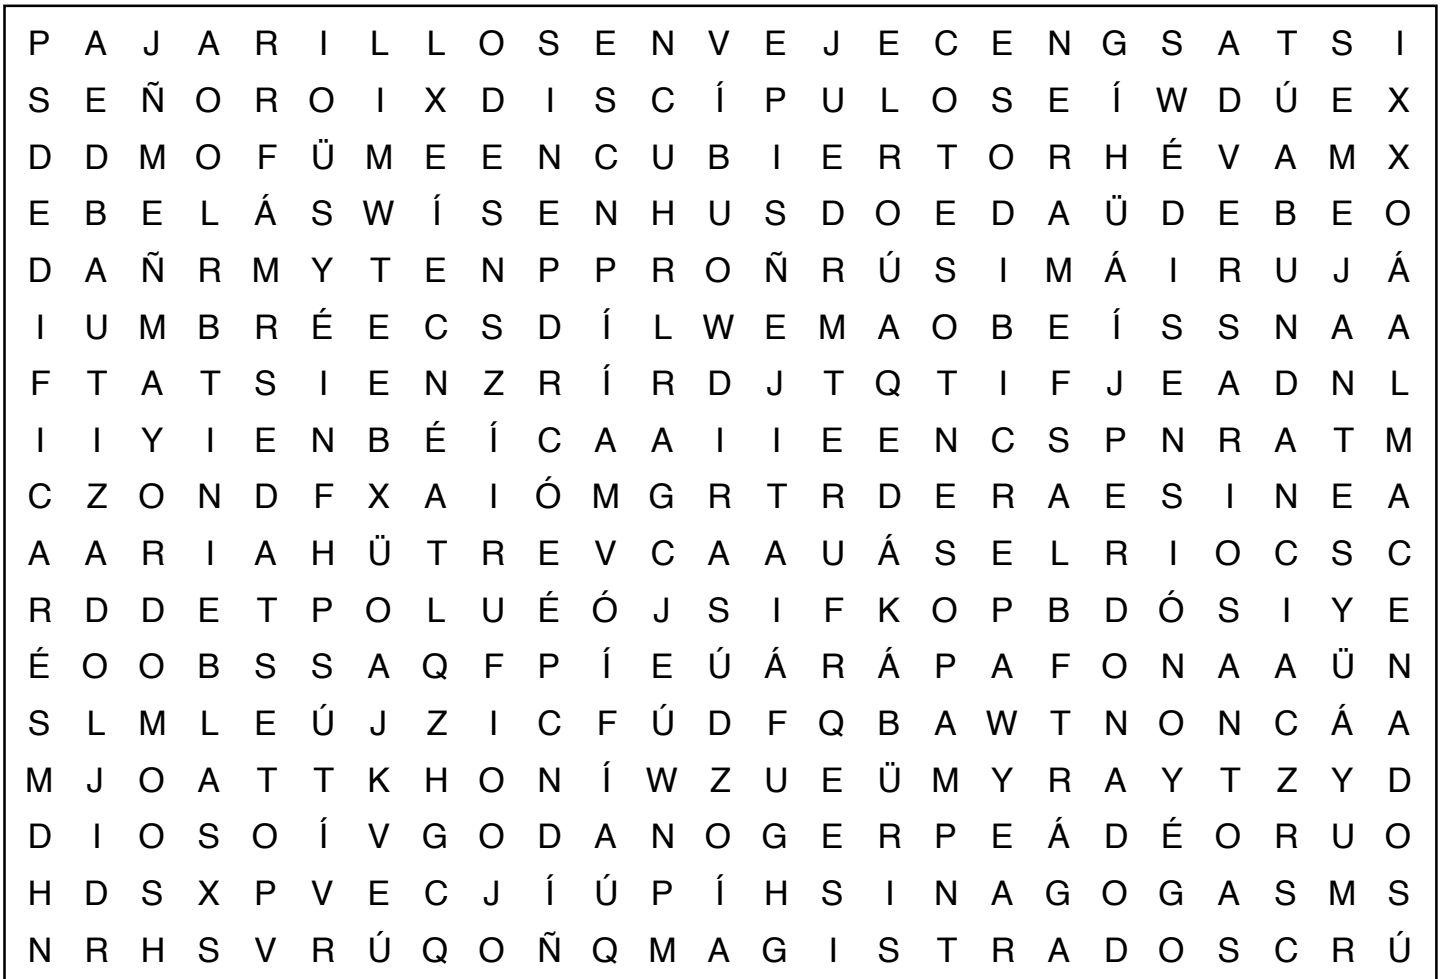 P A J A R I L L O S E N V E J E C E N G S A T S I
S E Ñ O R O I X D I S C Í P U L O S E Í W D Ú E X
D D M O F Ü M E E N C U B I E R T O R H É V A M X
E B E L Á S W Í S E N H U S D O E D A Ü D E B E O
D A Ñ R M Y T E N P P R O Ñ R Ú S I M Á I R U J Á
I U M B R É E C S D Í L W E M A O B E Í S S N A A
F T A T S I E N Z R Í R D J T Q T I F J E A D N L
I I Y I E N B É Í C A A I I E E N C S P N R A T M
C Z O N D F X A I Ó M G R T R D E R A E S I N E A
A A R I A H Ü T R E V C A A U Á S E L R I O C S C
R D D E T P O L U É Ó J S I F K O P B D Ó S I Y E
É O O B S S A Q F P Í E Ú Á R Á P A F O N A A Ü N
S L M L E Ú J Z I C F Ú D F Q B A W T N O N C Á A
M J O A T T K H O N Í W Z U E Ü M Y R A Y T Z Y D
D I O S O Í V G O D A N O G E R P E Á D É O R U O
H D S X P V E C J Í Ú P Í H S I N A G O G A S M S
N R H S V R Ú Q O Ñ Q M A G I S T R A D O S C R Ú